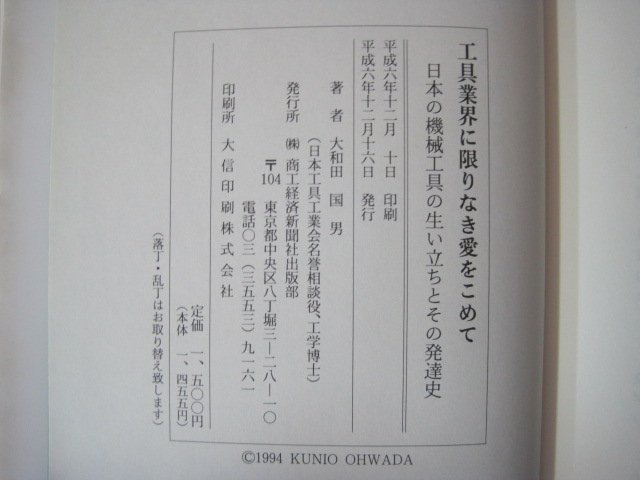 工具業界に限りなき愛をこめて
日本の機械工具の生い立ちとその発達史
平成六年十二月　十日　印刷
平成六年十二月十六日　発行
著　者　大和田　国　男
(日本工具工業会名誉相談役、工学博士)
発行所　㈱　商工経済新聞社出版部
〒104　東京都中央区八丁堀三―二八―一〇
電話〇三(三五五三)九一六一
印刷所　大信印刷株式会社
定価　一、五〇〇円
(本体　一、四五五円)
(落丁・乱丁はお取り替え致します)
©1994 KUNIO OHWADA